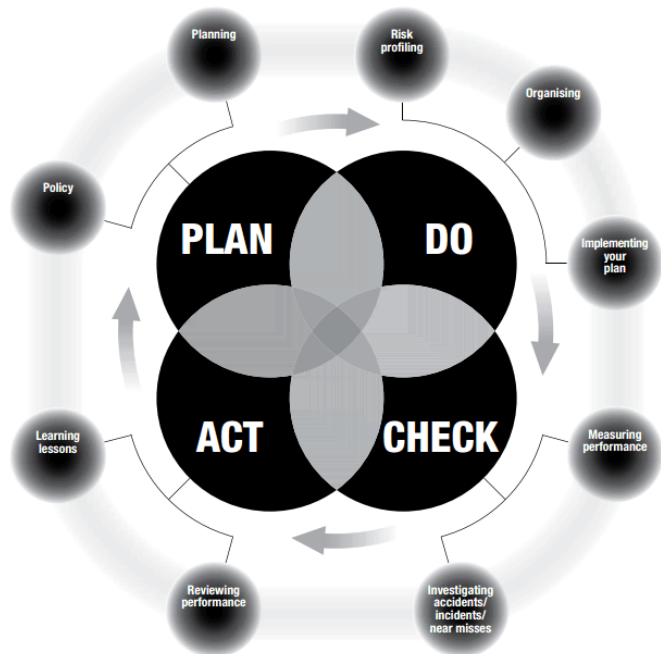 Planning
Risk
profiling
Organising
Policy
PLAN
DO
Implementing
your
plan
ACT
CHECK
Learning
lessons
Measuring
performance
Reviewing
performance
Investigating
accidents/
incidents/
near misses